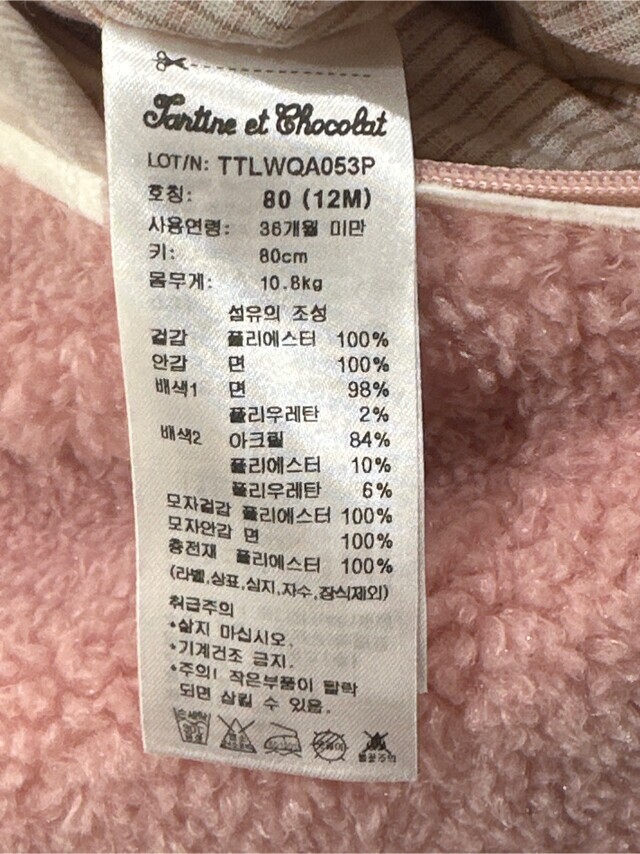 Tartine et Chocolat
LOT/N: TTLWQA053P
호칭: 80 (12M)
사용연령: 36개월 미만
키: 80cm
몸무게: 10.8kg
섬유의 조성
겉감 폴리에스터 100%
안감 면 100%
배색1 면 98%
폴리우레탄 2%
배색2 아크릴 84%
폴리에스터 10%
폴리우레탄 6%
모자겉감 폴리에스터 100%
모자안감 면 100%
충전재 폴리에스터 100%
(라벨,상표,심지,자수,장식제외)
취급주의
*삶지 마십시오.
*기계건조 금지.
*주의! 작은부품이 탈락
되면 삼킬 수 있음.
손세탁